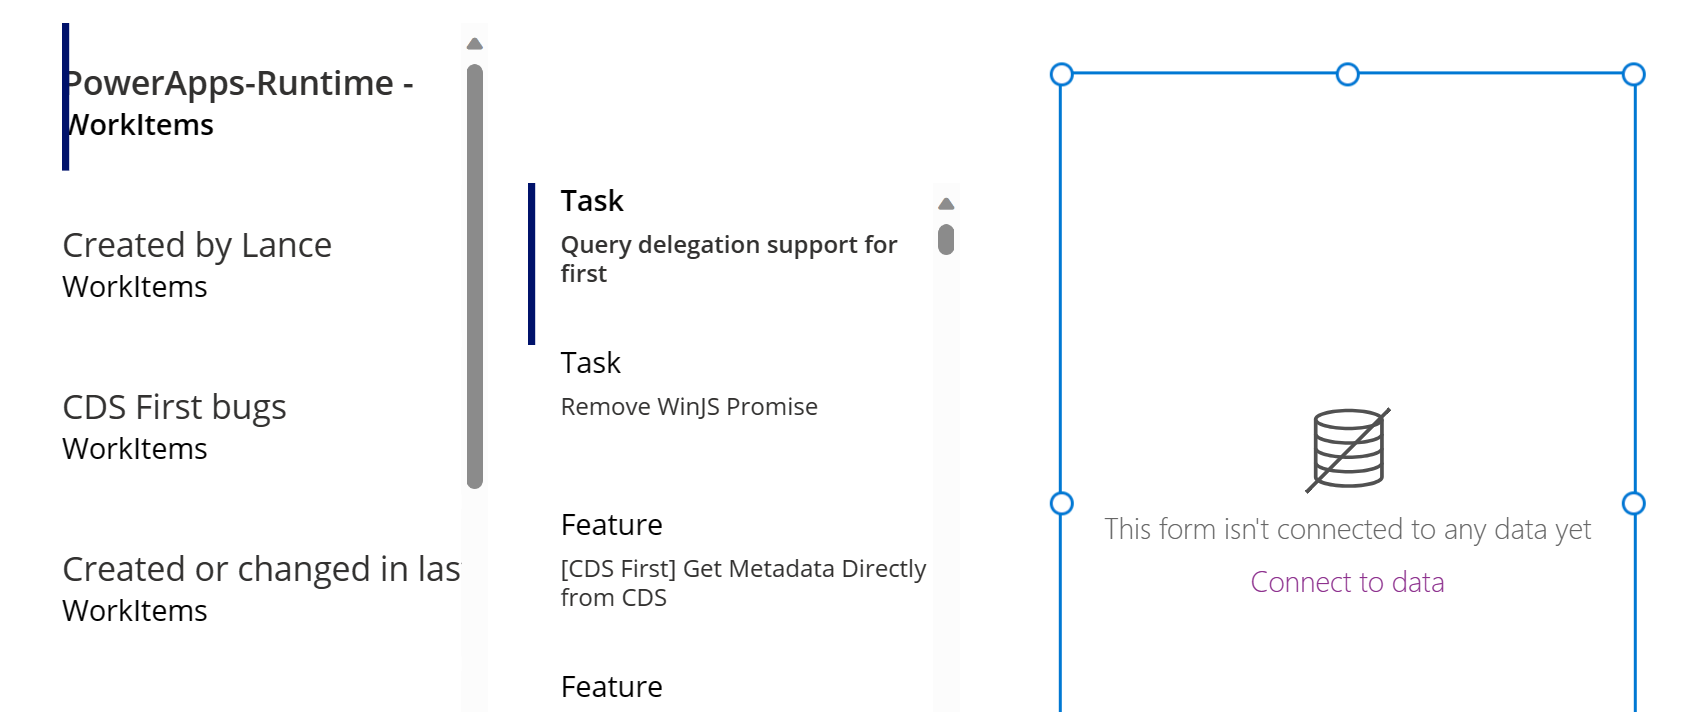 PowerApps-Runtime -
WorkItems
Created by Lance
WorkItems
CDS First bugs
WorkItems
Created or changed in las
WorkItems
Task
Query delegation support for
first
Task
Remove WinJS Promise
Feature
[CDS First] Get Metadata Directly
from CDS
Feature
This form isn't connected to any data yet
Connect to data